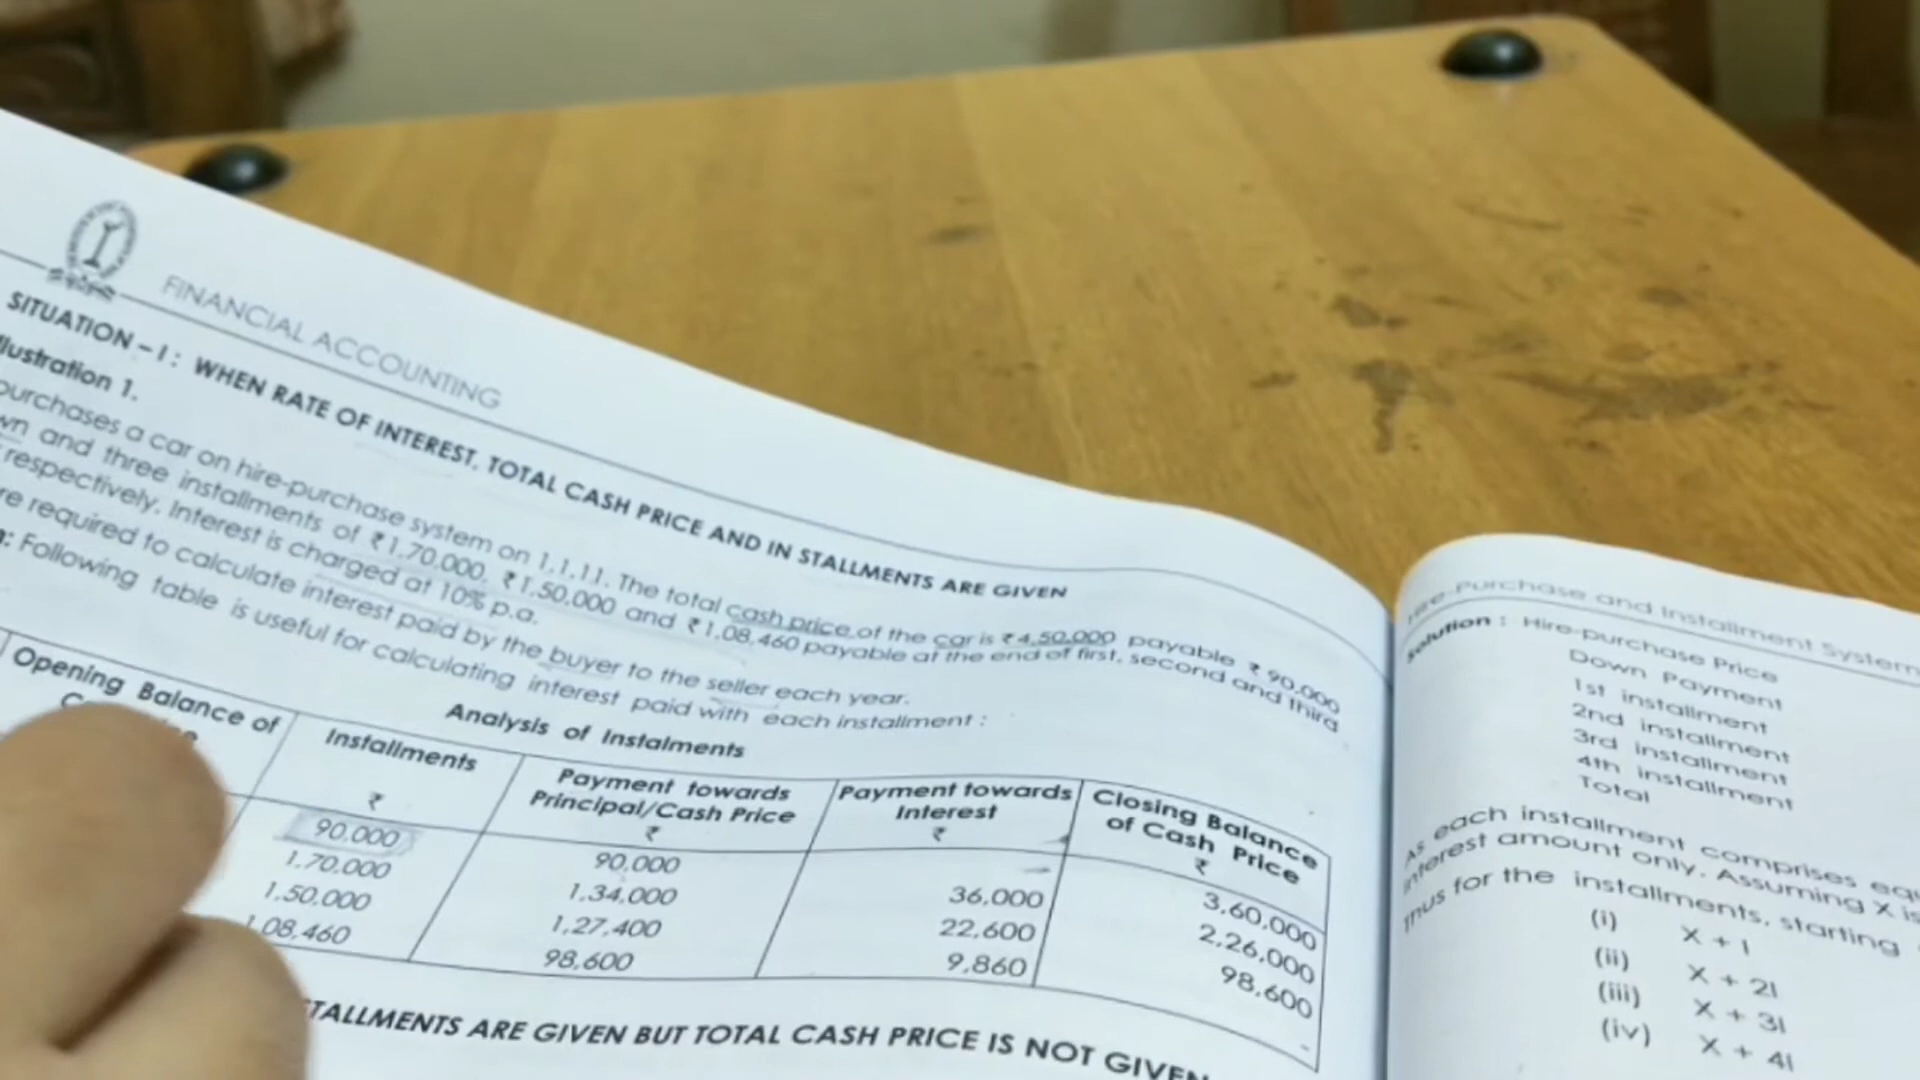 FINANCIAL ACCOUNTING
SITUATION – I : WHEN RATE OF INTEREST, TOTAL CASH PRICE AND IN STALLMENTS ARE GIVEN
llustration 1.
purchases a car on hire-purchase system on 1.1.11. The total cash price of the car is ₹ 4,50,000 payable ₹ 90,000
wn and three installments of ₹ 1,70,000, ₹ 1,50,000 and ₹ 1,08,460 payable at the end of first, second and third
respectively. Interest is charged at 10% p.a.
re required to calculate interest paid by the buyer to the seller each year.
: Following table is useful for calculating interest paid with each installment :
Analysis of Instalments
Opening Balance of
Installments
₹
Payment towards
Principal/Cash Price
₹
Payment towards
Interest
₹
Closing Balance
of Cash Price
₹
90,000 90,000 - 3,60,000
1,70,000 1,34,000 36,000 2,26,000
1,50,000 1,27,400 22,600 98,600
1,08,460 98,600 9,860 -
TALLMENTS ARE GIVEN BUT TOTAL CASH PRICE IS NOT GIVEN
Hire-Purchase and Installment System
Solution : Hire-purchase Price
Down Payment
1st installment
2nd installment
3rd installment
4th installment
Total
As each installment comprises equ
interest amount only. Assuming X is
thus for the installments, starting
(i) X + I
(ii) X + 2I
(iii) X + 3I
(iv) X + 4I